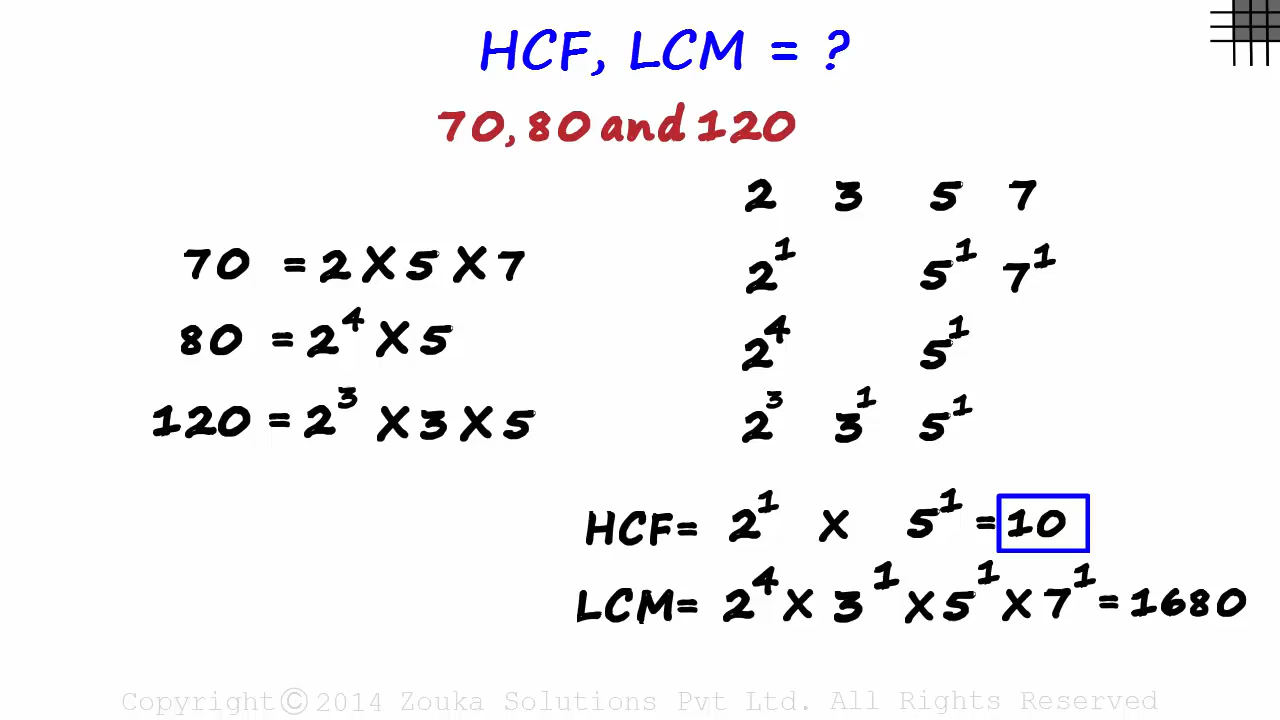 HCF, LCM = ?
70, 80 and 120
2 3 5 7
70 = 2 X 5 X 7
2¹ 5¹ 7¹
80 = 2⁴ X 5
2⁴ 5¹
120 = 2³ X 3 X 5
2³ 3¹ 5¹
HCF= 2¹ X 5¹ = 10
LCM= 2⁴ X 3¹ X 5¹ X 7¹ = 1680
Copyright© 2014 Zouka Solutions Pvt Ltd. All Rights Reserved